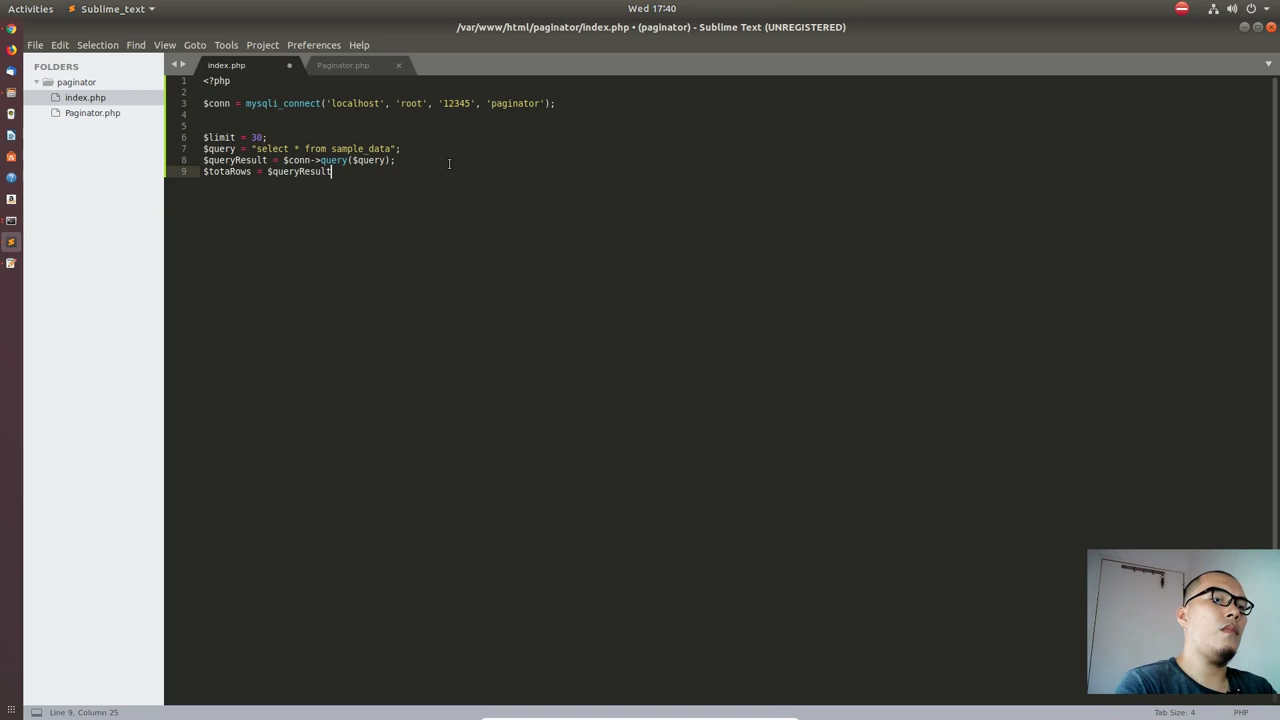 Activities
Sublime_text
Wed 17:40
/var/www/html/paginator/index.php • (paginator) - Sublime Text (UNREGISTERED)
File Edit Selection Find View Goto Tools Project Preferences Help
FOLDERS
paginator
index.php
Paginator.php
index.php
Paginator.php
1 <?php
2
3 $conn = mysqli_connect('localhost', 'root', '12345', 'paginator');
4
5
6 $limit = 30;
7 $query = "select * from sample_data";
8 $queryResult = $conn->query($query);
9 $totaRows = $queryResult
Line 9, Column 25
Tab Size: 4
PHP